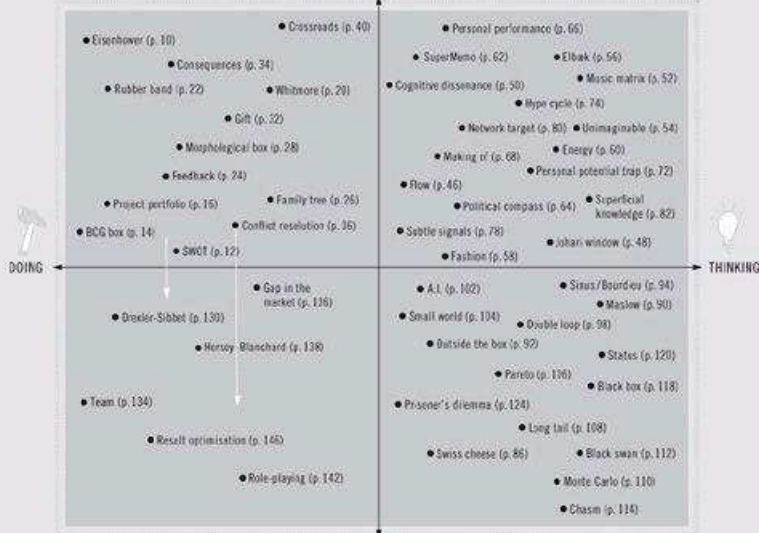 Crossroads (p. 40)
Eisenhower (p. 10)
Consequences (p. 34)
Rubber band (p. 22)
Whitmore (p. 20)
Gift (p. 32)
Morphological box (p. 28)
Feedback (p. 24)
Project portfolio (p. 16)
Family tree (p. 26)
BCG box (p. 14)
Conflict resolution (p. 36)
SWOT (p. 12)
Personal performance (p. 66)
SuperMemo (p. 62)
Elbæk (p. 56)
Cognitive dissonance (p. 50)
Music matrix (p. 52)
Hype cycle (p. 74)
Network target (p. 80)
Unimaginable (p. 54)
Making of (p. 68)
Energy (p. 60)
Personal potential trap (p. 72)
Flow (p. 46)
Political compass (p. 64)
Superficial
knowledge (p. 82)
Subtle signals (p. 78)
Johari window (p. 48)
Fashion (p. 58)
DOING
THINKING
Gap in the
market (p. 136)
Drexler-Sibbet (p. 130)
Hersey-Blanchard (p. 138)
Team (p. 134)
Result optimisation (p. 146)
Role-playing (p. 142)
A.I. (p. 102)
Sinus/Bourdieu (p. 94)
Maslow (p. 90)
Small world (p. 104)
Double loop (p. 98)
Outside the box (p. 92)
States (p. 120)
Pareto (p. 106)
Black box (p. 118)
Prisoner's dilemma (p. 124)
Long tail (p. 108)
Swiss cheese (p. 86)
Black swan (p. 112)
Monte Carlo (p. 110)
Chasm (p. 114)